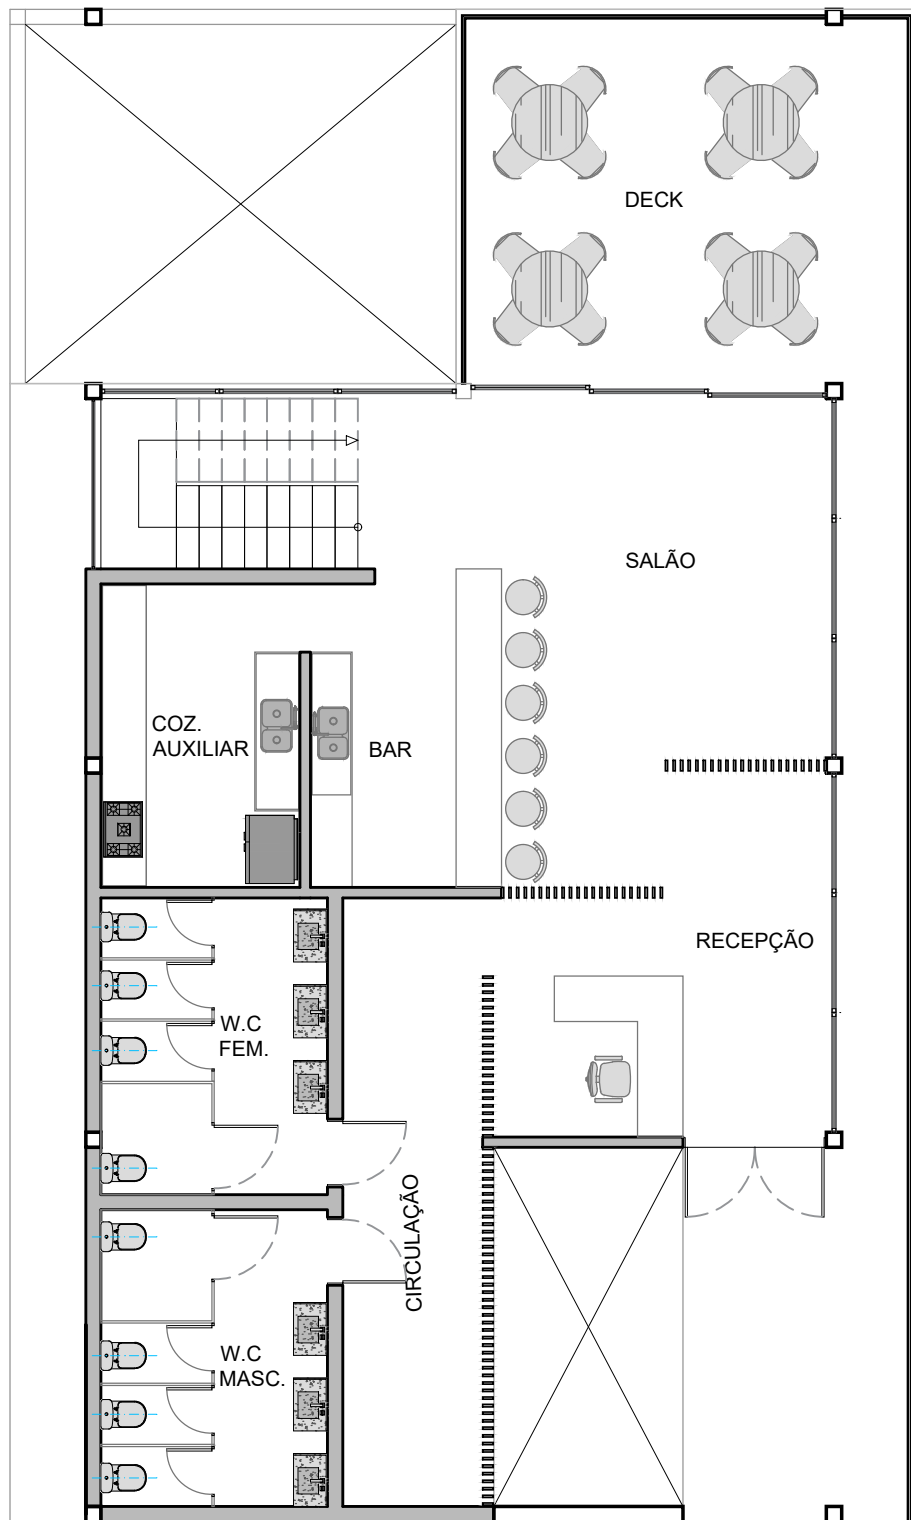 DECK
SALÃO
COZ.
AUXILIAR
BAR
RECEPÇÃO
W.C
FEM.
CIRCULAÇÃO
W.C
MASC.